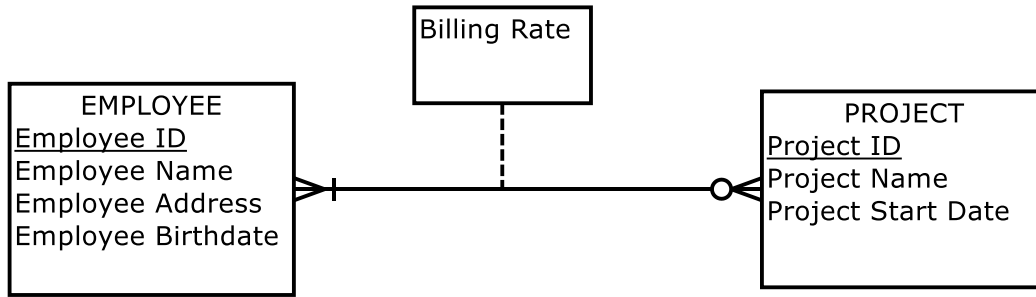 Billing Rate
EMPLOYEE
Employee ID
Employee Name
Employee Address
Employee Birthdate
PROJECT
Project ID
Project Name
Project Start Date